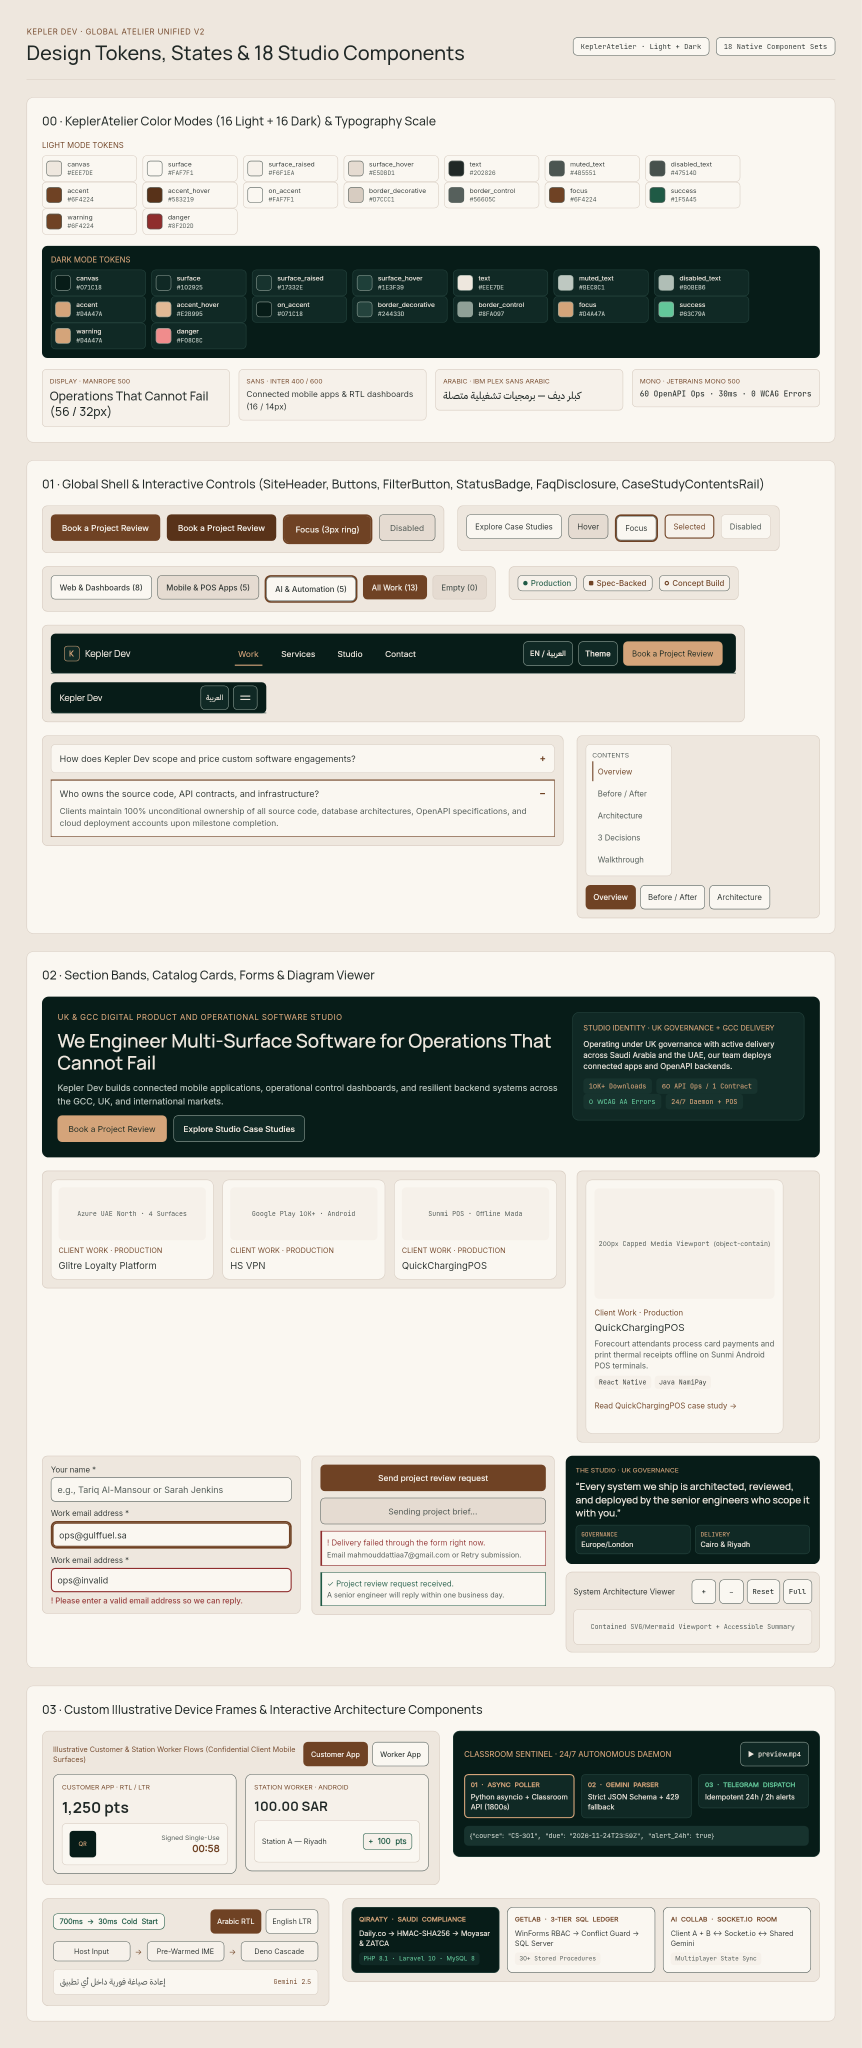 KEPLER DEV · GLOBAL ATELIER UNIFIED V2
Design Tokens, States & 18 Studio Components
KeplerAtelier · Light + Dark
18 Native Component Sets
00 · KeplerAtelier Color Modes (16 Light + 16 Dark) & Typography Scale
LIGHT MODE TOKENS
canvas
#EEE7DE
surface
#FAF7F1
surface_raised
#F6F1EA
surface_hover
#E5DBD1
text
#202826
muted_text
#4B5551
disabled_text
#47514D
accent
#6F4224
accent_hover
#583219
on_accent
#FAF7F1
border_decorative
#D7CCC1
border_control
#56605C
focus
#6F4224
success
#1F5A45
warning
#6F4224
danger
#8F2D2D
DARK MODE TOKENS
canvas
#071C18
surface
#102925
surface_raised
#17332E
surface_hover
#1E3F39
text
#EEE7DE
muted_text
#BEC8C1
disabled_text
#B0BEB6
accent
#D4A47A
accent_hover
#E2B995
on_accent
#071C18
border_decorative
#244330
border_control
#8FA097
focus
#D4A47A
success
#83C79A
warning
#D4A47A
danger
#F08C8C
DISPLAY · MANROPE 500
Operations That Cannot Fail
(56 / 32px)
SANS · INTER 400 / 600
Connected mobile apps & RTL dashboards
(16 / 14px)
ARABIC · IBM PLEX SANS ARABIC
كبلر ديف — برمجيات تشغيلية متصلة
MONO · JETBRAINS MONO 500
60 OpenAPI Ops · 30ms · 0 WCAG Errors
01 · Global Shell & Interactive Controls (SiteHeader, Buttons, FilterButton, StatusBadge, FaqDisclosure, CaseStudyContentsRail)
Book a Project Review
Book a Project Review
Focus (3px ring)
Disabled
Explore Case Studies
Hover
Focus
Selected
Disabled
Web & Dashboards (8)
Mobile & POS Apps (5)
AI & Automation (5)
All Work (13)
Empty (0)
Production
Spec-Backed
Concept Build
K
Kepler Dev
Work
Services
Studio
Contact
EN / العربية
Theme
Book a Project Review
Kepler Dev
العربية
How does Kepler Dev scope and price custom software engagements?
+
Who owns the source code, API contracts, and infrastructure?
−
Clients maintain 100% unconditional ownership of all source code, database architectures, OpenAPI specifications, and
cloud deployment accounts upon milestone completion.
CONTENTS
Overview
Before / After
Architecture
3 Decisions
Walkthrough
Overview
Before / After
Architecture
02 · Section Bands, Catalog Cards, Forms & Diagram Viewer
UK & GCC DIGITAL PRODUCT AND OPERATIONAL SOFTWARE STUDIO
We Engineer Multi-Surface Software for Operations That
Cannot Fail
Kepler Dev builds connected mobile applications, operational control dashboards, and resilient backend systems across
the GCC, UK, and international markets.
Book a Project Review
Explore Studio Case Studies
STUDIO IDENTITY · UK GOVERNANCE + GCC DELIVERY
Operating under UK governance with active delivery
across Saudi Arabia and the UAE, our team deploys
connected apps and OpenAPI backends.
10K+ Downloads
60 API Ops / 1 Contract
0 WCAG AA Errors
24/7 Daemon + POS
Azure UAE North · 4 Surfaces
CLIENT WORK · PRODUCTION
Glitre Loyalty Platform
Google Play 10K+ · Android
CLIENT WORK · PRODUCTION
HS VPN
Sunmi POS · Offline Mada
CLIENT WORK · PRODUCTION
QuickChargingPOS
200px Capped Media Viewport (object-contain)
Client Work · Production
QuickChargingPOS
Forecourt attendants process card payments and
print thermal receipts offline on Sunmi Android
POS terminals.
React Native
Java NamiPay
Read QuickChargingPOS case study →
Your name *
e.g., Tariq Al-Mansour or Sarah Jenkins
Work email address *
ops@gulffuel.sa
Work email address *
ops@invalid
! Please enter a valid email address so we can reply.
Send project review request
Sending project brief...
! Delivery failed through the form right now.
Email mahmouddattiaa7@gmail.com or Retry submission.
✓ Project review request received.
A senior engineer will reply within one business day.
THE STUDIO · UK GOVERNANCE
“Every system we ship is architected, reviewed,
and deployed by the senior engineers who scope it
with you.”
GOVERNANCE
Europe/London
DELIVERY
Cairo & Riyadh
System Architecture Viewer
+
−
Reset
Full
Contained SVG/Mermaid Viewport + Accessible Summary
03 · Custom Illustrative Device Frames & Interactive Architecture Components
Illustrative Customer & Station Worker Flows (Confidential Client Mobile
Surfaces)
Customer App
Worker App
CUSTOMER APP · RTL / LTR
1,250 pts
QR
Signed Single-Use
00:58
STATION WORKER · ANDROID
100.00 SAR
Station A — Riyadh
+ 100 pts
CLASSROOM SENTINEL · 24/7 AUTONOMOUS DAEMON
▶ preview.mp4
01 · ASYNC POLLER
Python asyncio + Classroom
API (1800s)
02 · GEMINI PARSER
Strict JSON Schema + 429
fallback
03 · TELEGRAM DISPATCH
Idempotent 24h / 2h alerts
{"course": "CS-301", "due": "2026-11-24T23:59Z", "alert_24h": true}
700ms → 30ms Cold Start
Arabic RTL
English LTR
Host Input
→
Pre-Warmed IME
→
Deno Cascade
إعادة صياغة فورية داخل أي تطبيق
Gemini 2.5
QIRAATY · SAUDI COMPLIANCE
Daily.co → HMAC-SHA256 → Moyasar
& ZATCA
PHP 8.1 · Laravel 10 · MySQL 8
GETLAB · 3-TIER SQL LEDGER
WinForms RBAC → Conflict Guard →
SQL Server
30+ Stored Procedures
AI COLLAB · SOCKET.IO ROOM
Client A + B ↔ Socket.io ↔ Shared
Gemini
Multiplayer State Sync